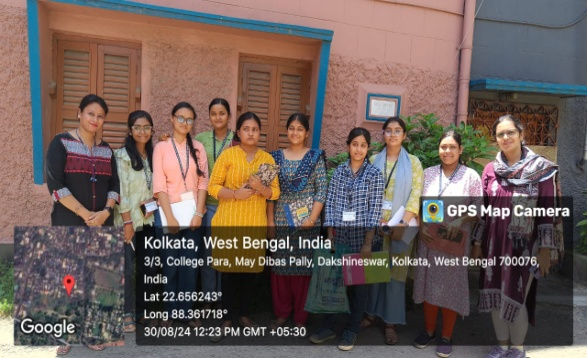 GPS Map Camera
Kolkata, West Bengal, India
3/3, College Para, May Dibas Pally, Dakshineswar, Kolkata, West Bengal 700076,
India
Lat 22.656243°
Long 88.361718°
30/08/24 12:23 PM GMT +05:30
Google